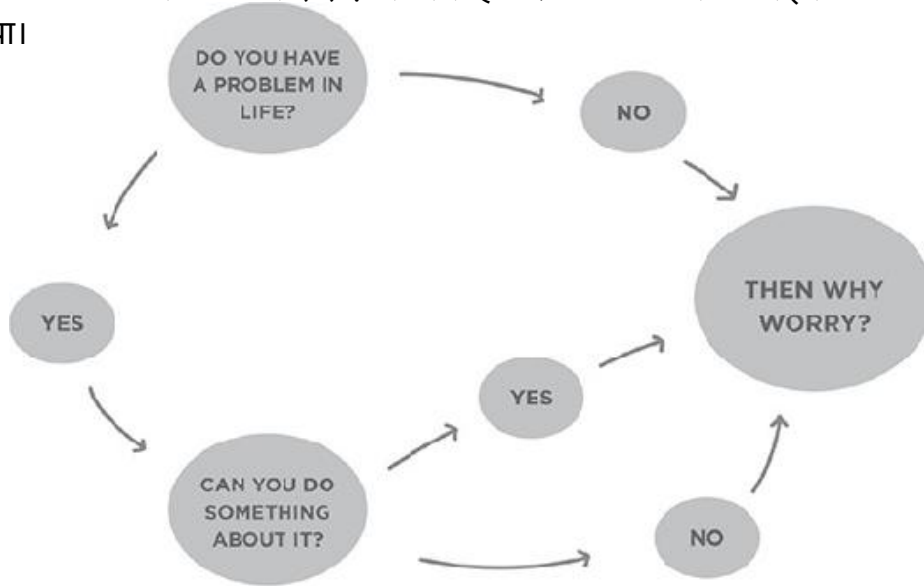 DO YOU HAVE
A PROBLEM IN
LIFE?
NO
THEN WHY
WORRY?
YES
YES
CAN YOU DO
SOMETHING
ABOUT IT?
NO